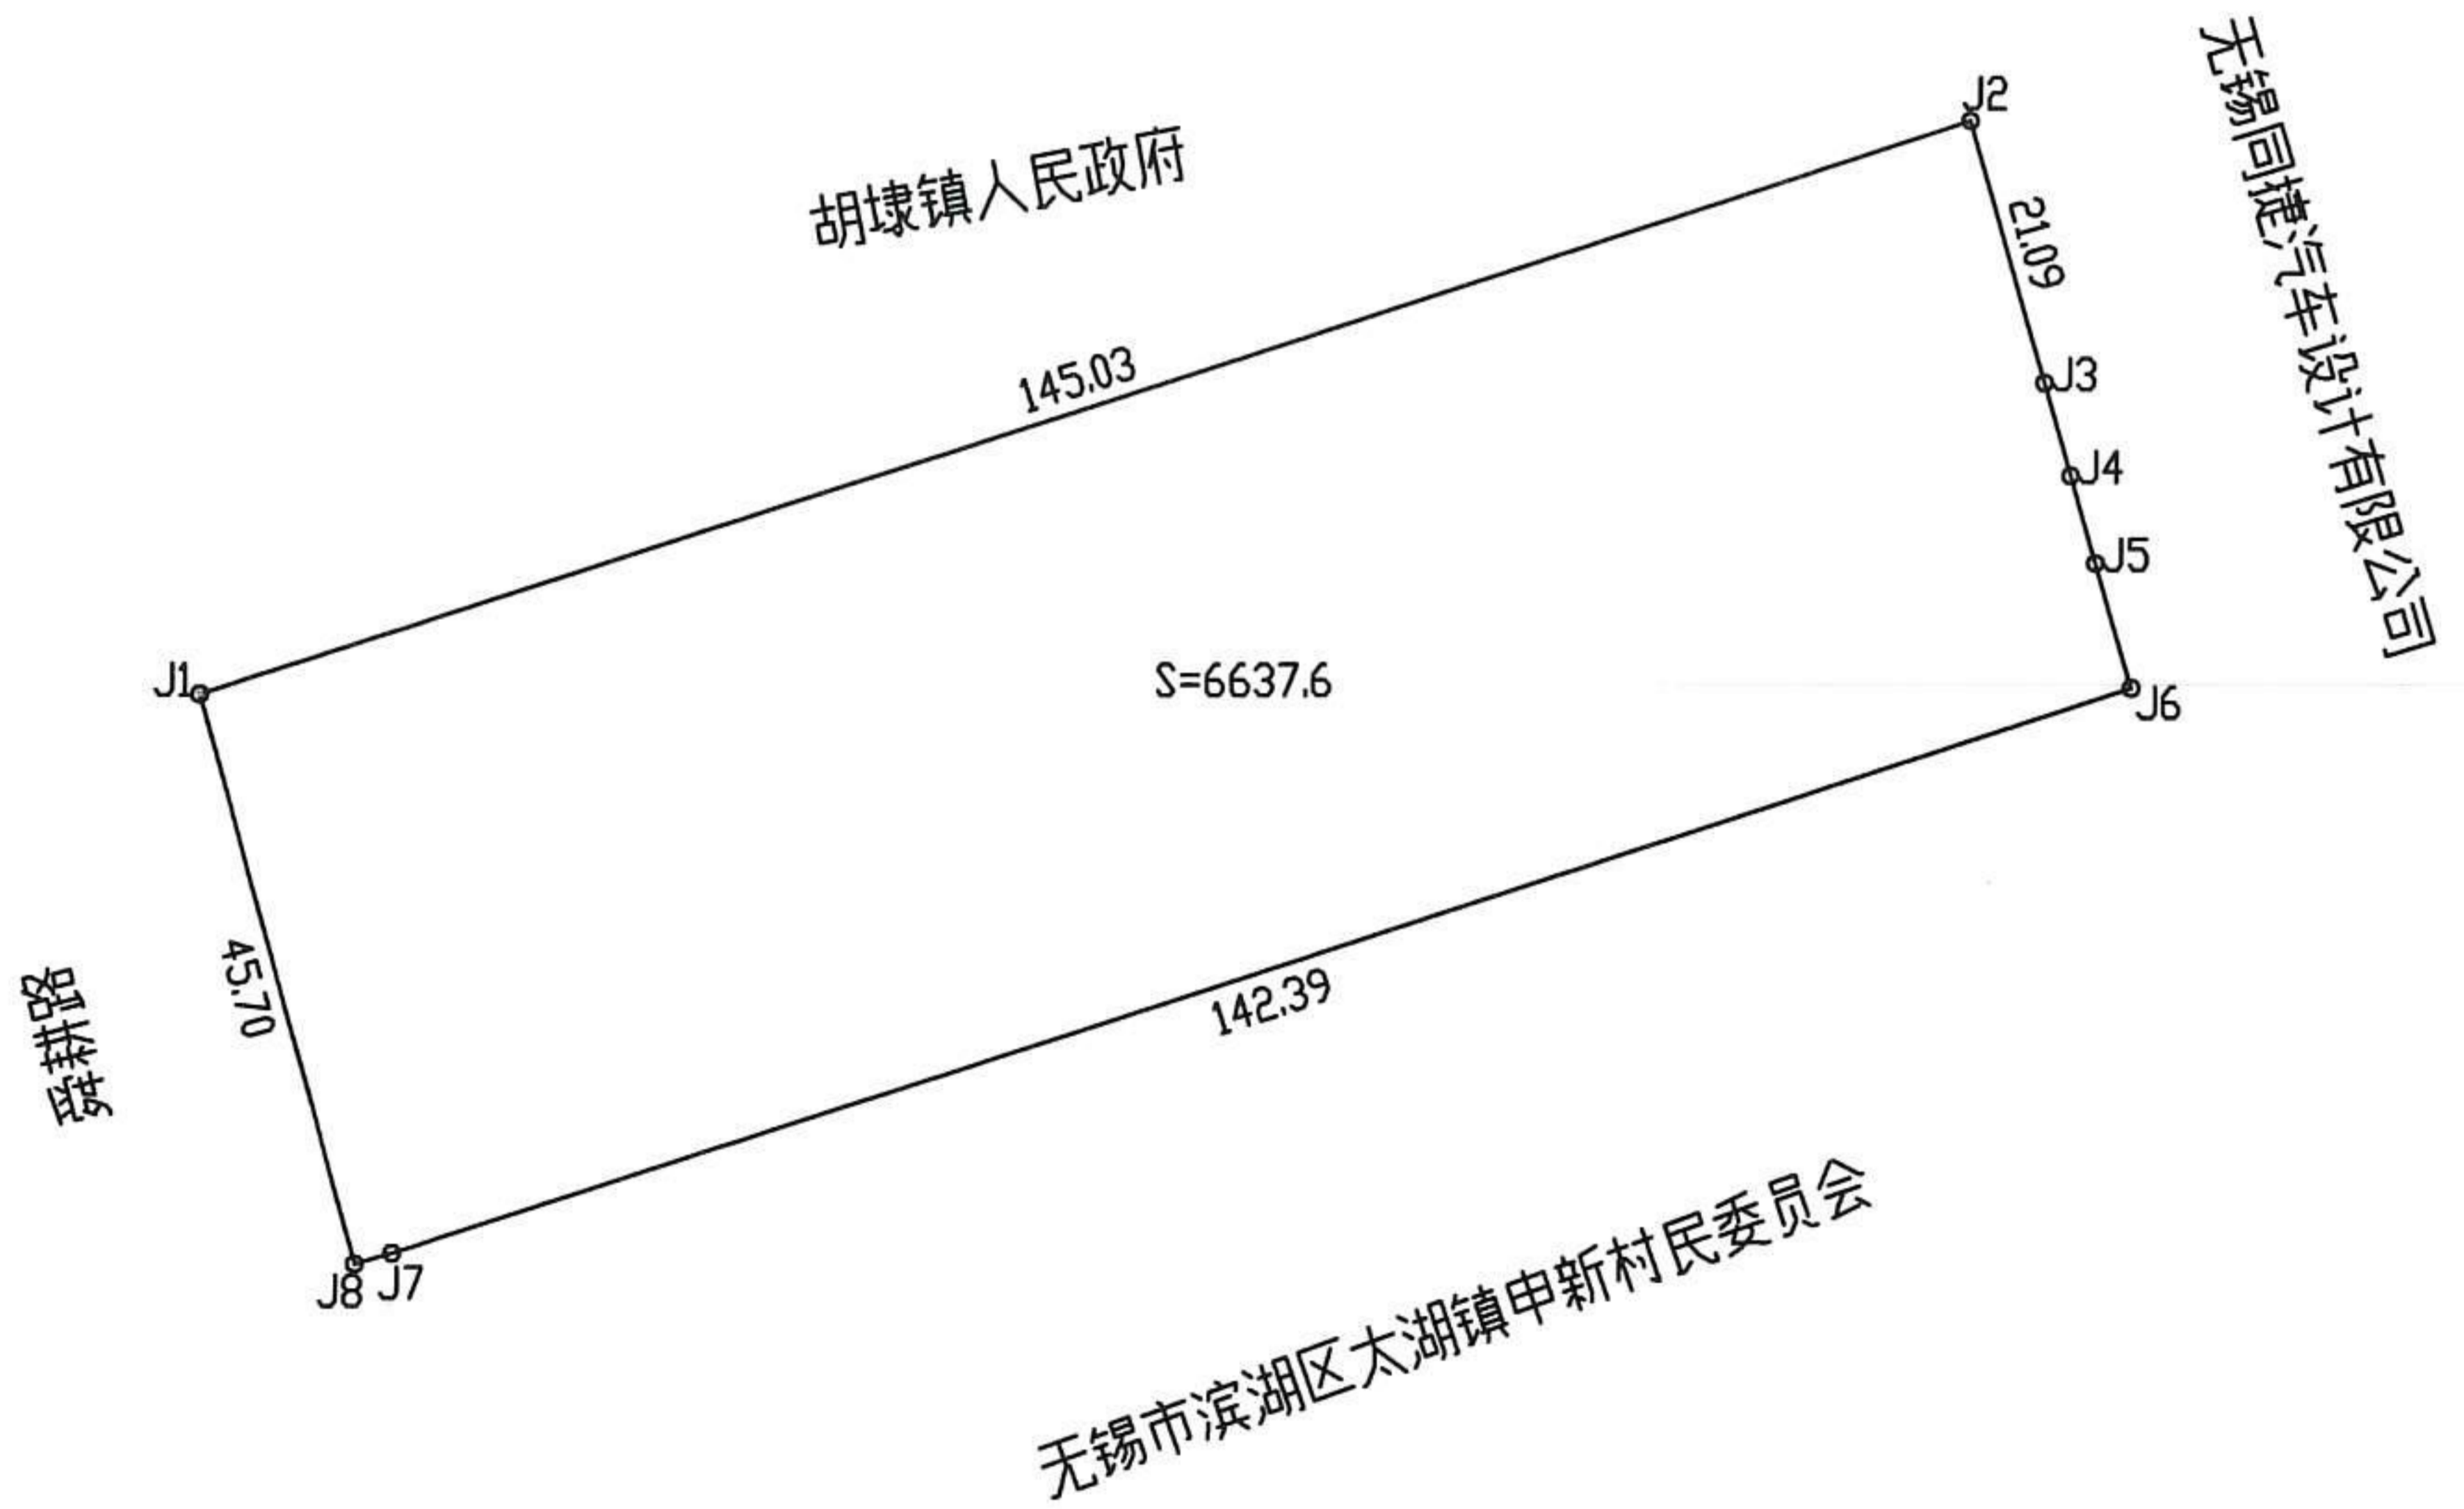 无锡同捷汽车设计有限公司
胡埭镇人民政府
J2
21.09
145.03
J3
J4
J5
J1
S=6637.6
J6
45.70
舜耕路
142.39
J8
J7
无锡市滨湖区太湖镇申新村民委员会